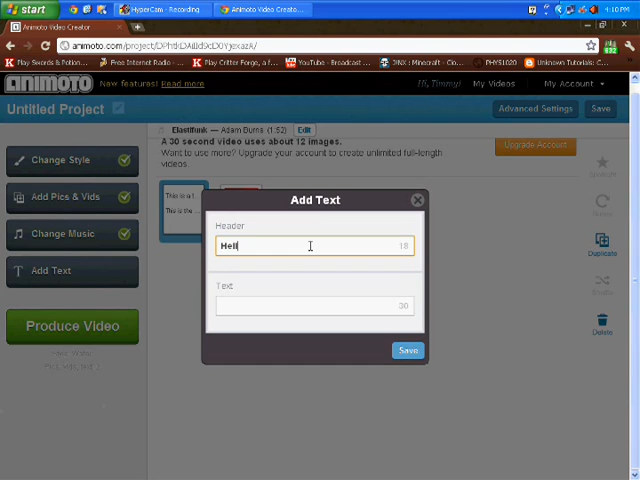 start
HyperCam - Recording
Animoto Video Creato...
4:10 PM
Animoto Video Creator
animoto.com/project/
Play Swords & Potion...
Free Internet Radio - ...
Play Critter Forge, a f...
YouTube - Broadcast ...
JINX : Minecraft - Clo...
PHYS1020
Unknown Tutorials: C...
ANIMOTO
New features! Read more
Hi, Timmy!
My Videos
My Account
Untitled Project
Advanced Settings
Save
Elastifunk — Adam Burns (1:52) Edit
A 30 second video uses about 12 images.
Want to use more? Upgrade your account to create unlimited full-length
videos.
Upgrade Account
Change Style
Add Pics & Vids
Change Music
Add Text
Produce Video
This is a t...
This is the ...
Add Text
Header
Hell
18
Text
30
Save
Duplicate
Delete